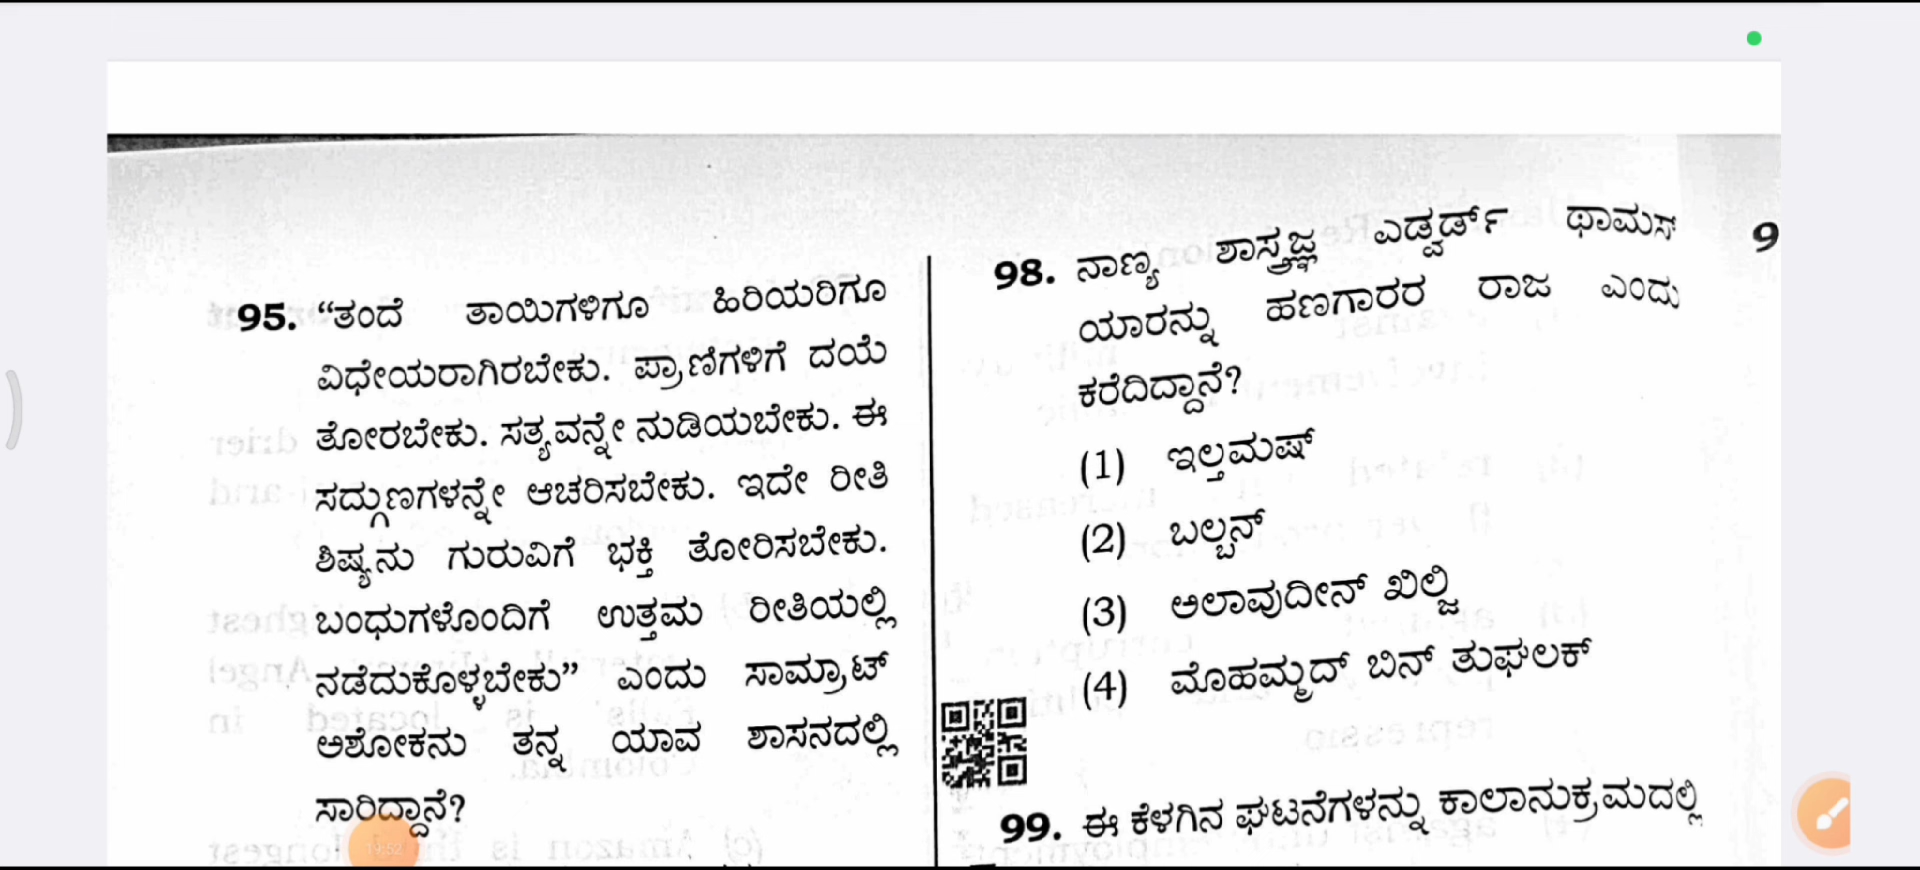 95. “ತಂದೆ ತಾಯಿಗಳಿಗೂ ಹಿರಿಯರಿಗೂ
ವಿಧೇಯರಾಗಿರಬೇಕು. ಪ್ರಾಣಿಗಳಿಗೆ ದಯೆ
ತೋರಬೇಕು. ಸತ್ಯವನ್ನೇ ನುಡಿಯಬೇಕು. ಈ
ಸದ್ಗುಣಗಳನ್ನೇ ಆಚರಿಸಬೇಕು. ಇದೇ ರೀತಿ
ಶಿಷ್ಯನು ಗುರುವಿಗೆ ಭಕ್ತಿ ತೋರಿಸಬೇಕು.
ಬಂಧುಗಳೊಂದಿಗೆ ಉತ್ತಮ ರೀತಿಯಲ್ಲಿ
ನಡೆದುಕೊಳ್ಳಬೇಕು” ಎಂದು ಸಾಮ್ರಾಟ್
ಅಶೋಕನು ತನ್ನ ಯಾವ ಶಾಸನದಲ್ಲಿ
ಸಾರಿದ್ದಾನೆ?
98. ನಾಣ್ಯ ಶಾಸ್ತ್ರಜ್ಞ ಎಡ್ವರ್ಡ್ ಥಾಮಸ್
ಯಾರನ್ನು ಹಣಗಾರರ ರಾಜ ಎಂದು
ಕರೆದಿದ್ದಾನೆ?
(1) ಇಲ್ತಮಷ್
(2) ಬಲ್ಬನ್
(3) ಅಲಾವುದೀನ್ ಖಿಲ್ಜಿ
(4) ಮೊಹಮ್ಮದ್ ಬಿನ್ ತುಘಲಕ್
99. ಈ ಕೆಳಗಿನ ಘಟನೆಗಳನ್ನು ಕಾಲಾನುಕ್ರಮದಲ್ಲಿ
9